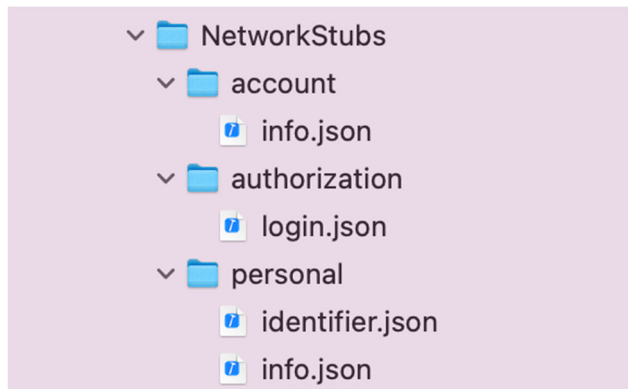 NetworkStubs
account
info.json
authorization
login.json
personal
identifier.json
info.json